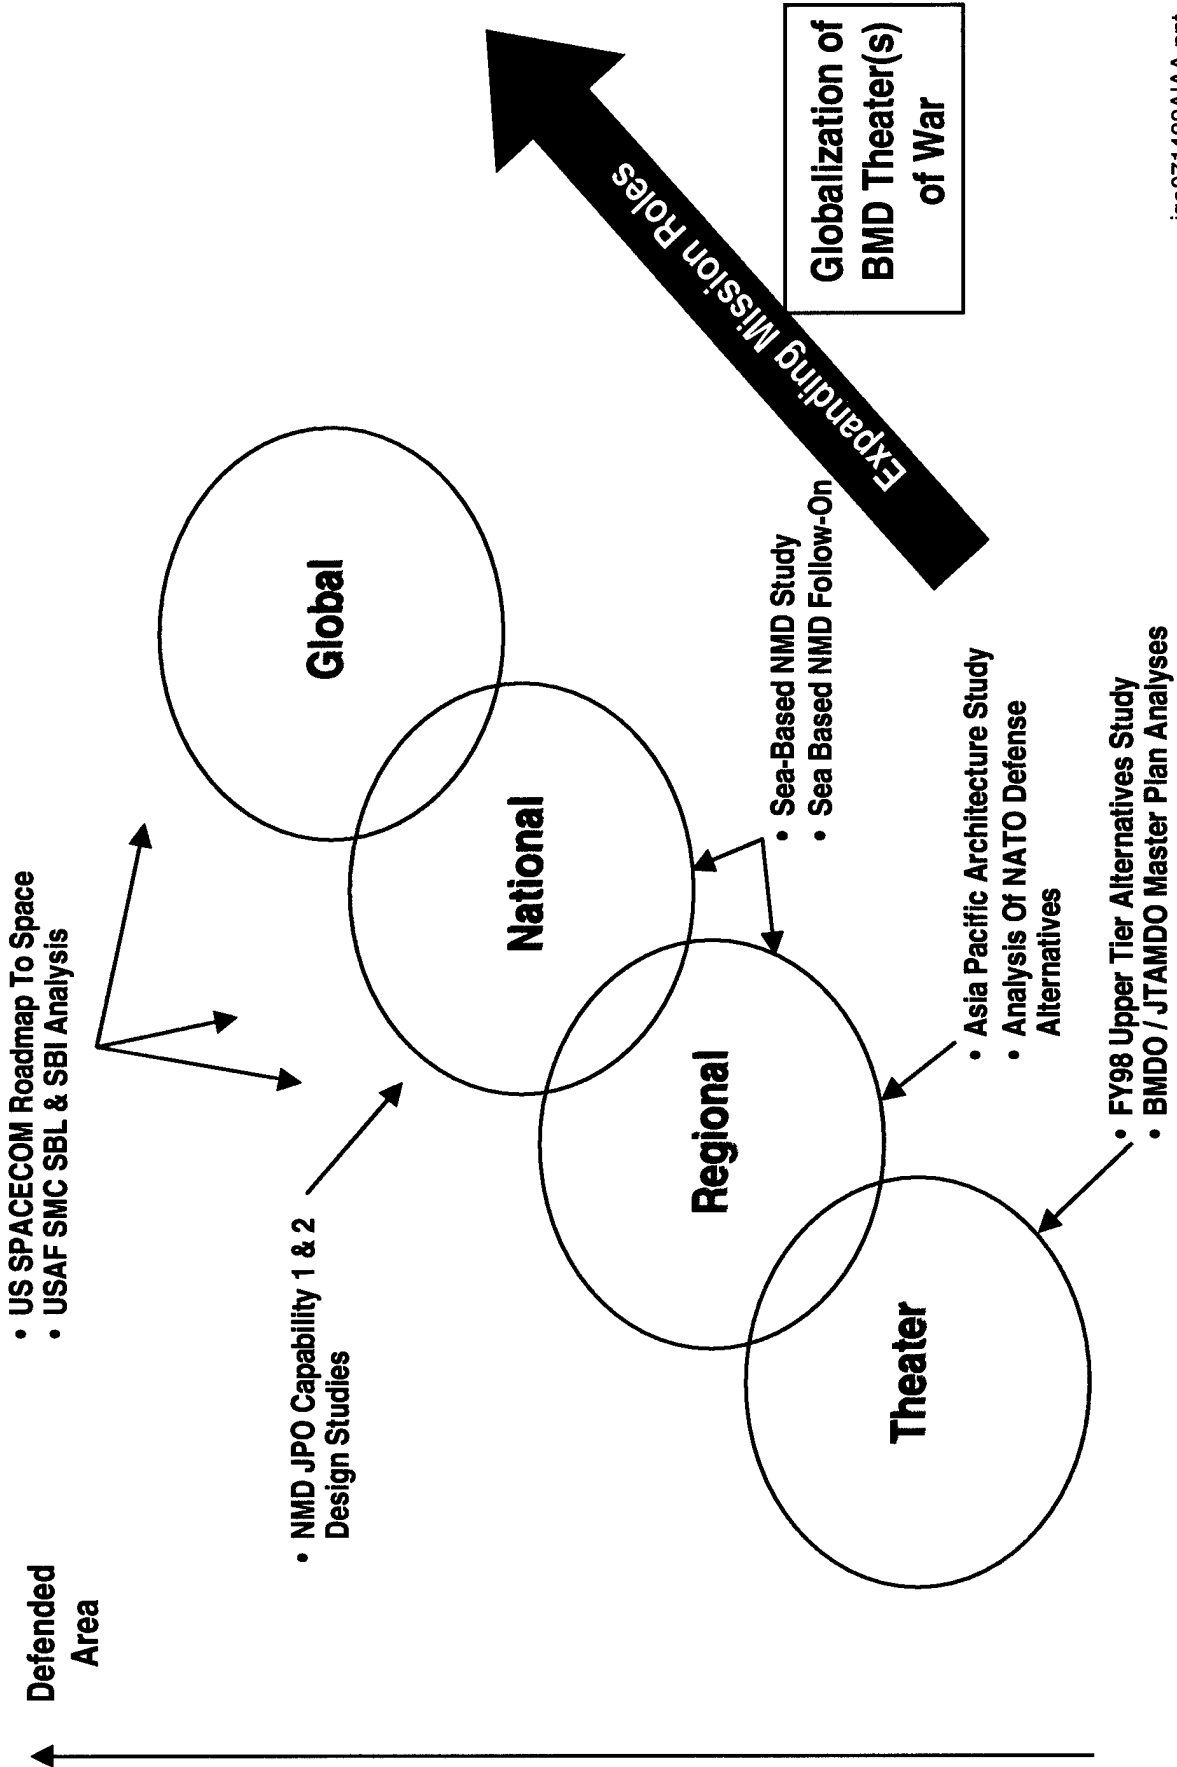 Defended
Area
• US SPACECOM Roadmap To Space
• USAF SMC SBL & SBI Analysis
• NMD JPO Capability 1 & 2
Design Studies
Global
National
Regional
Theater
• Sea-Based NMD Study
• Sea Based NMD Follow-On
• Asia Pacific Architecture Study
• Analysis Of NATO Defense
Alternatives
• FY98 Upper Tier Alternatives Study
• BMDO / JTAMDO Master Plan Analyses
Expanding Mission Roles
Globalization of
BMD Theater(s)
of War